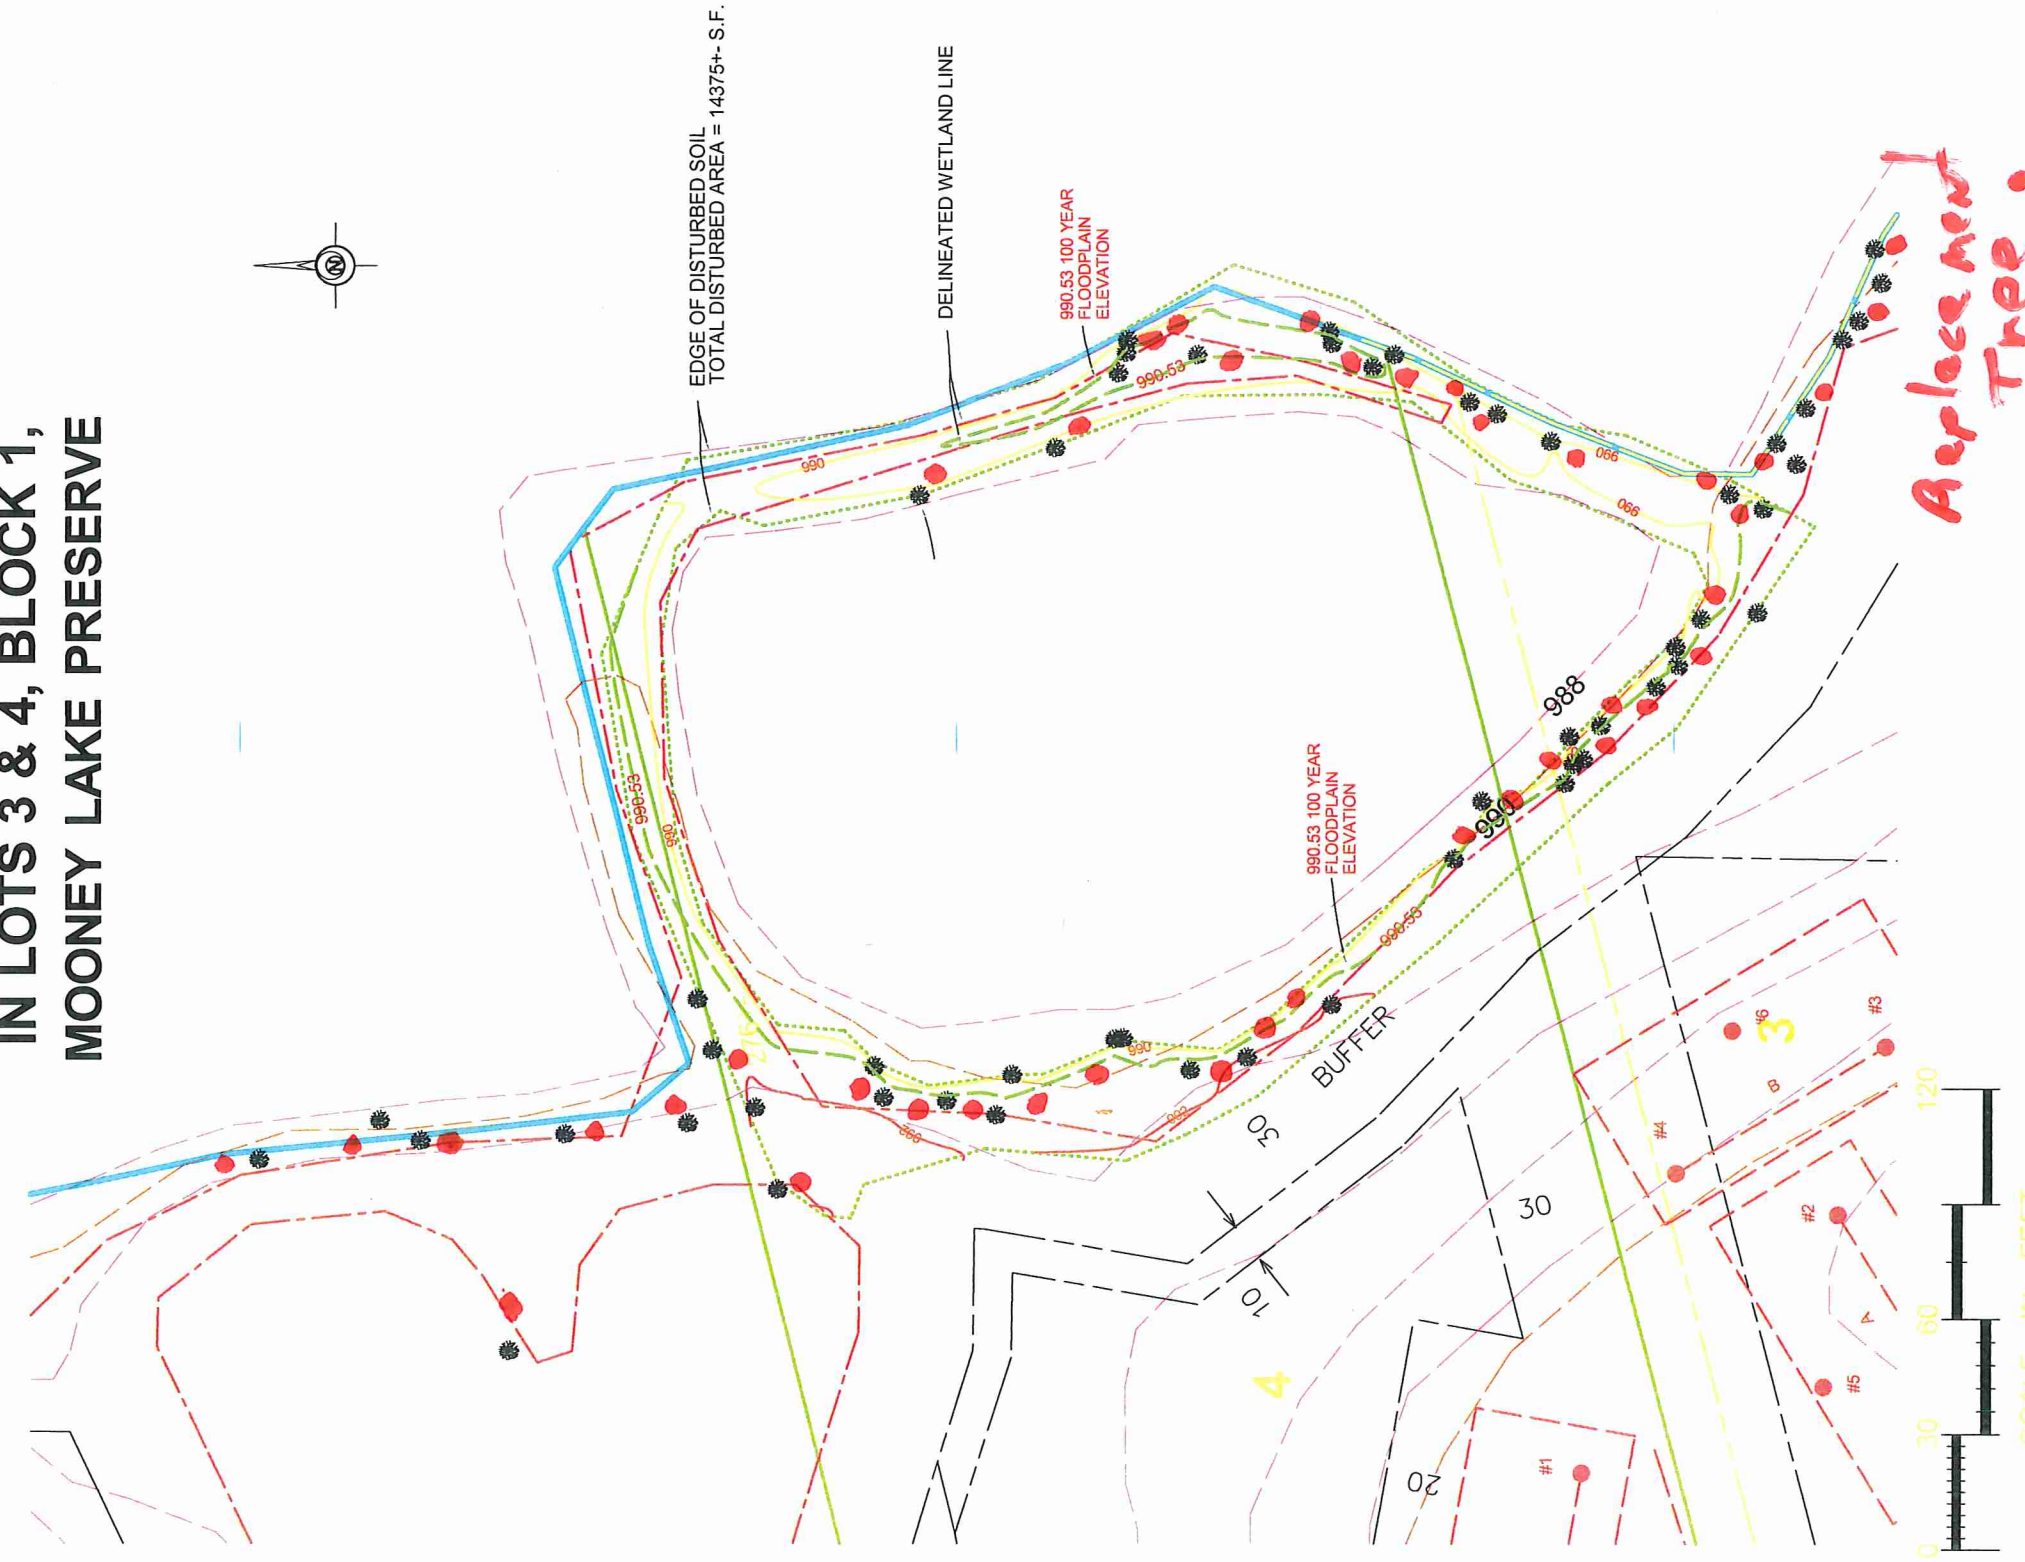 IN LOTS 3 & 4, BLOCK 1,
MOONEY LAKE PRESERVE
N
EDGE OF DISTURBED SOIL
TOTAL DISTURBED AREA = 14375+- S.F.
DELINEATED WETLAND LINE
990.53 100 YEAR
FLOODPLAIN
ELEVATION
990
990.53
990
990
990.53
990
988
990
990.53 100 YEAR
FLOODPLAIN
ELEVATION
990.53
990
992
BUFFER
30
10
30
20
4
3
#6
#3
B
#4
#2
A
#5
#1
0
30
60
120
Replacement
Tree